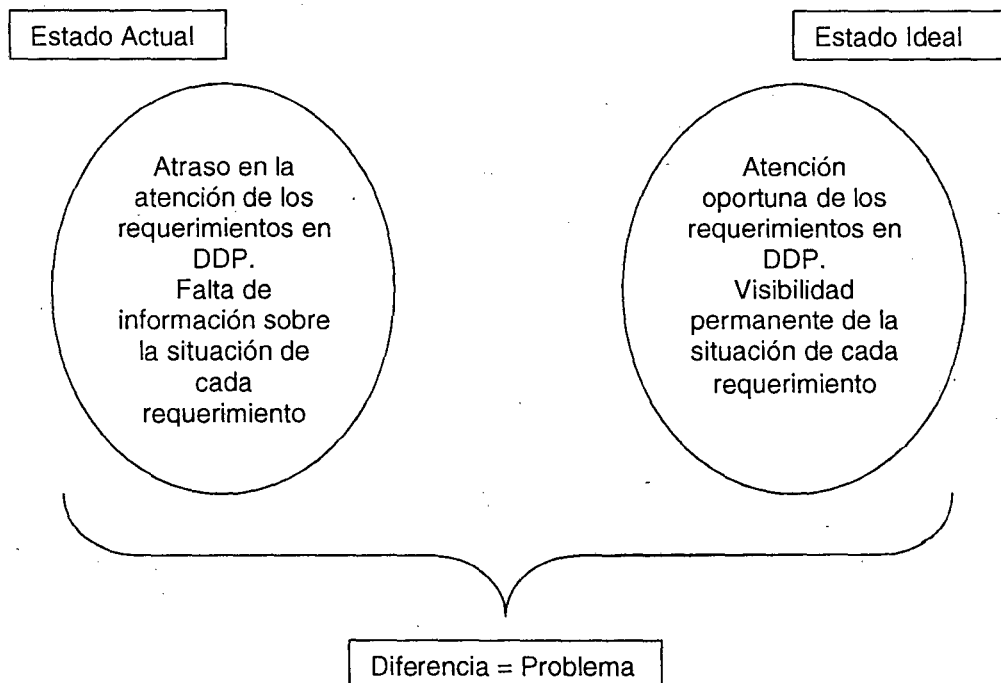 Estado Actual
Estado Ideal
Atraso en la
atención de los
requerimientos en
DDP.
Falta de
información sobre
la situación de
cada
requerimiento
Atención
oportuna de los
requerimientos en
DDP.
Visibilidad
permanente de la
situación de cada
requerimiento
Diferencia = Problema